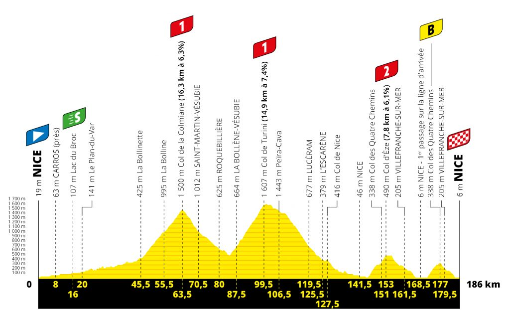 1
1
B
2
S
19 m NICE
63 m CARROS (près)
107 m Lac du Broc
141 m Le Plan-du-Var
425 m La Bollinette
995 m La Bolline
1 500 m Col de la Colmiane (16,3 km à 6,3%)
1 012 m SAINT-MARTIN-VÉSUBIE
625 m ROQUEBILLIÈRE
664 m LA BOLLÈNE-VÉSUBIE
1 607 m Col de Turini (14,9 km à 7,4%)
1 443 m Peïra-Cava
677 m LUCÉRAM
379 m L'ESCARÈNE
416 m Col de Nice
46 m NICE
338 m Col des Quatre Chemins
490 m Col d'Èze (7,8 km à 6,1%)
205 m VILLEFRANCHE-SUR-MER
6 m NICE - 1er passage sur la ligne d'arrivée
338 m Col des Quatre Chemins
205 m VILLEFRANCHE-SUR-MER
6 m NICE
0 8 20 45,5 55,5 70,5 80 99,5 119,5 141,5 153 168,5 177 186 km
16 63,5 87,5 106,5 125,5 151 161,5 179,5
127,5